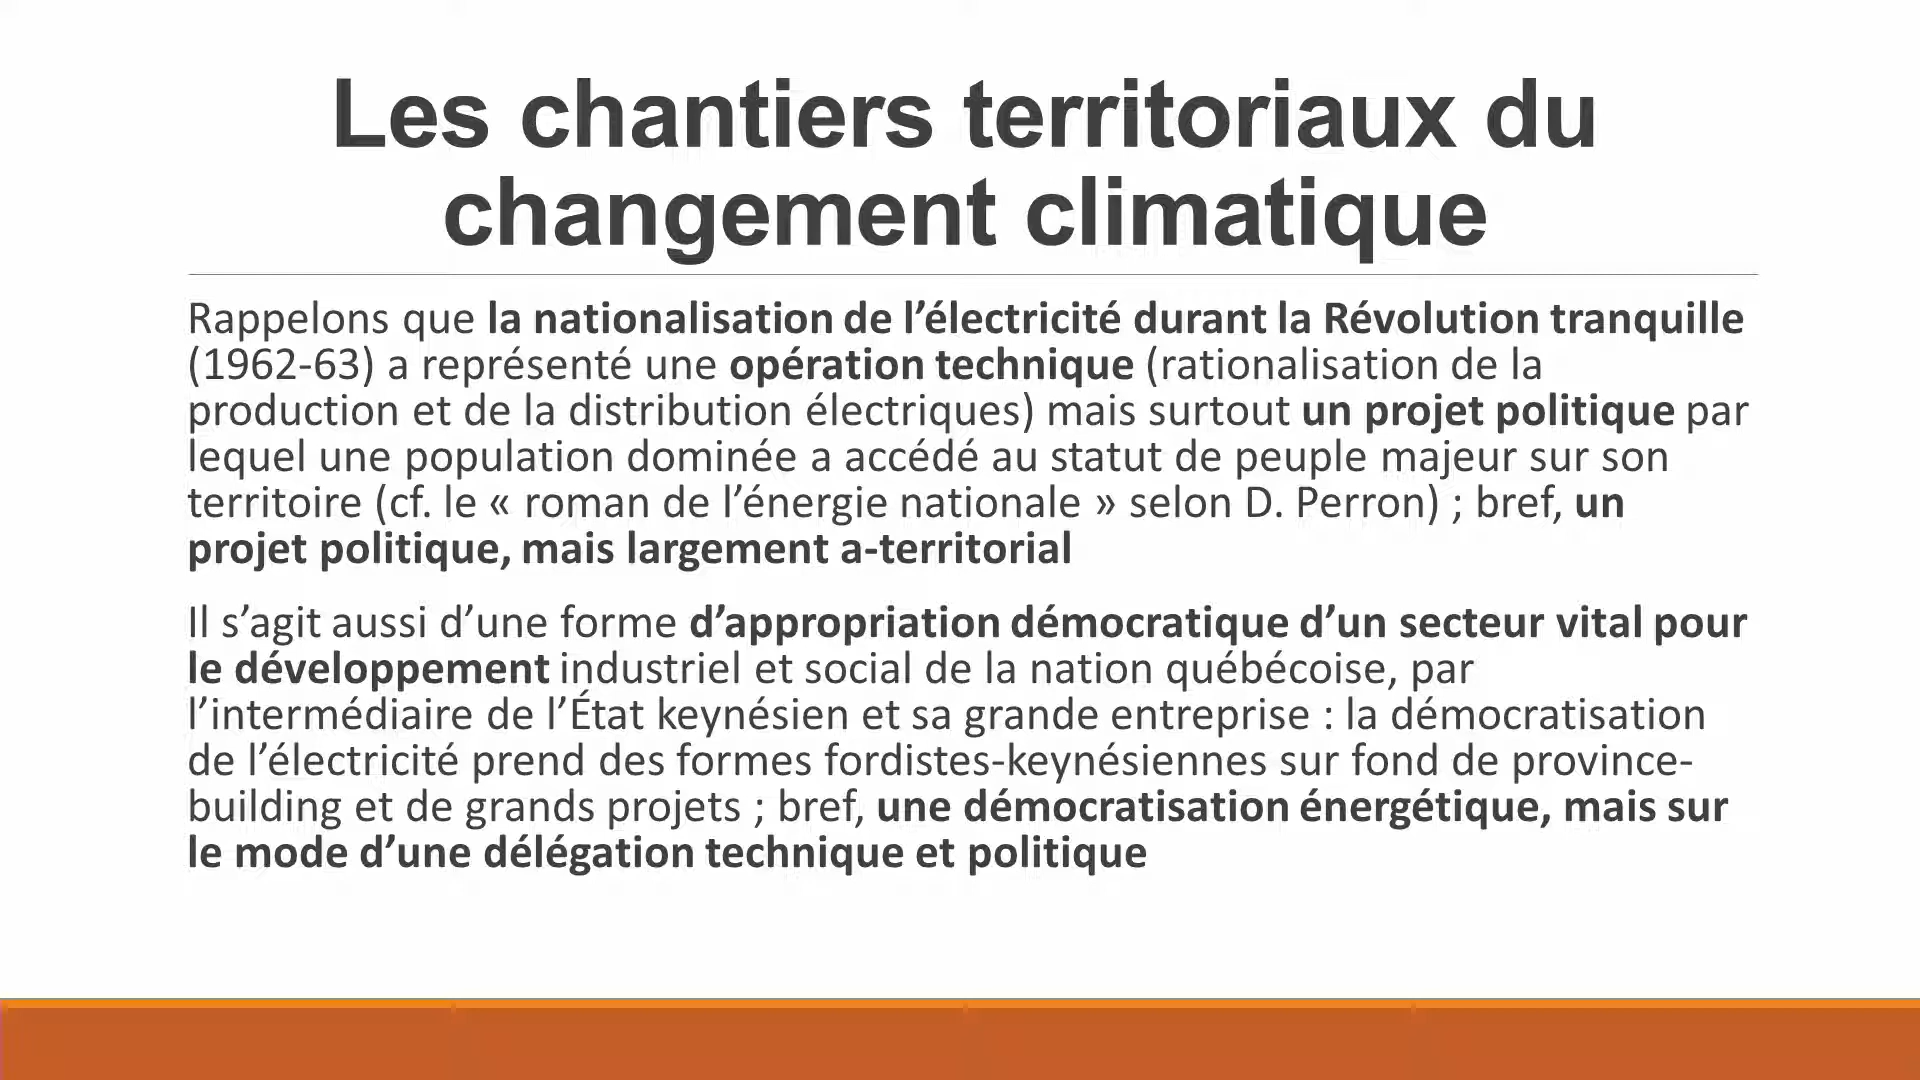 Les chantiers territoriaux du
changement climatique
Rappelons que la nationalisation de l’électricité durant la Révolution tranquille
(1962-63) a représenté une opération technique (rationalisation de la
production et de la distribution électriques) mais surtout un projet politique par
lequel une population dominée a accédé au statut de peuple majeur sur son
territoire (cf. le « roman de l’énergie nationale » selon D. Perron) ; bref, un
projet politique, mais largement a-territorial
Il s’agit aussi d’une forme d’appropriation démocratique d’un secteur vital pour
le développement industriel et social de la nation québécoise, par
l’intermédiaire de l’État keynésien et sa grande entreprise : la démocratisation
de l’électricité prend des formes fordistes-keynésiennes sur fond de province-
building et de grands projets ; bref, une démocratisation énergétique, mais sur
le mode d’une délégation technique et politique